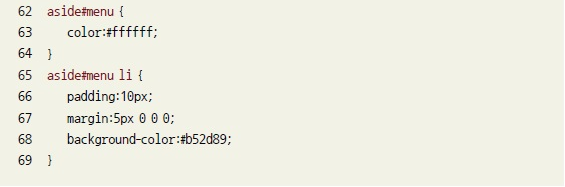 62 aside#menu {
63 color:#ffffff;
64 }
65 aside#menu li {
66 padding:10px;
67 margin:5px 0 0 0;
68 background-color:#b52d89;
69 }